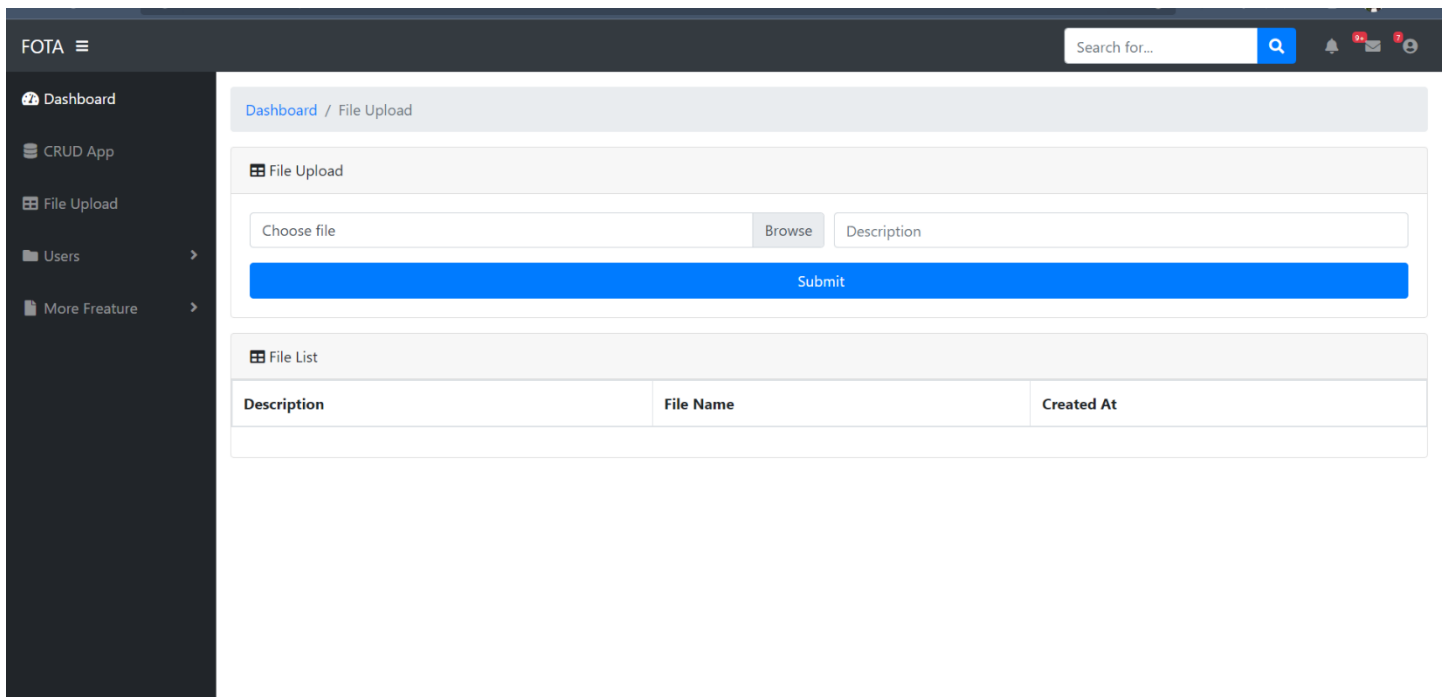 FOTA
Search for...
9+
7
Dashboard
CRUD App
File Upload
Users
More Freature
Dashboard / File Upload
File Upload
Choose file Browse Description
Submit
File List
Description File Name Created At